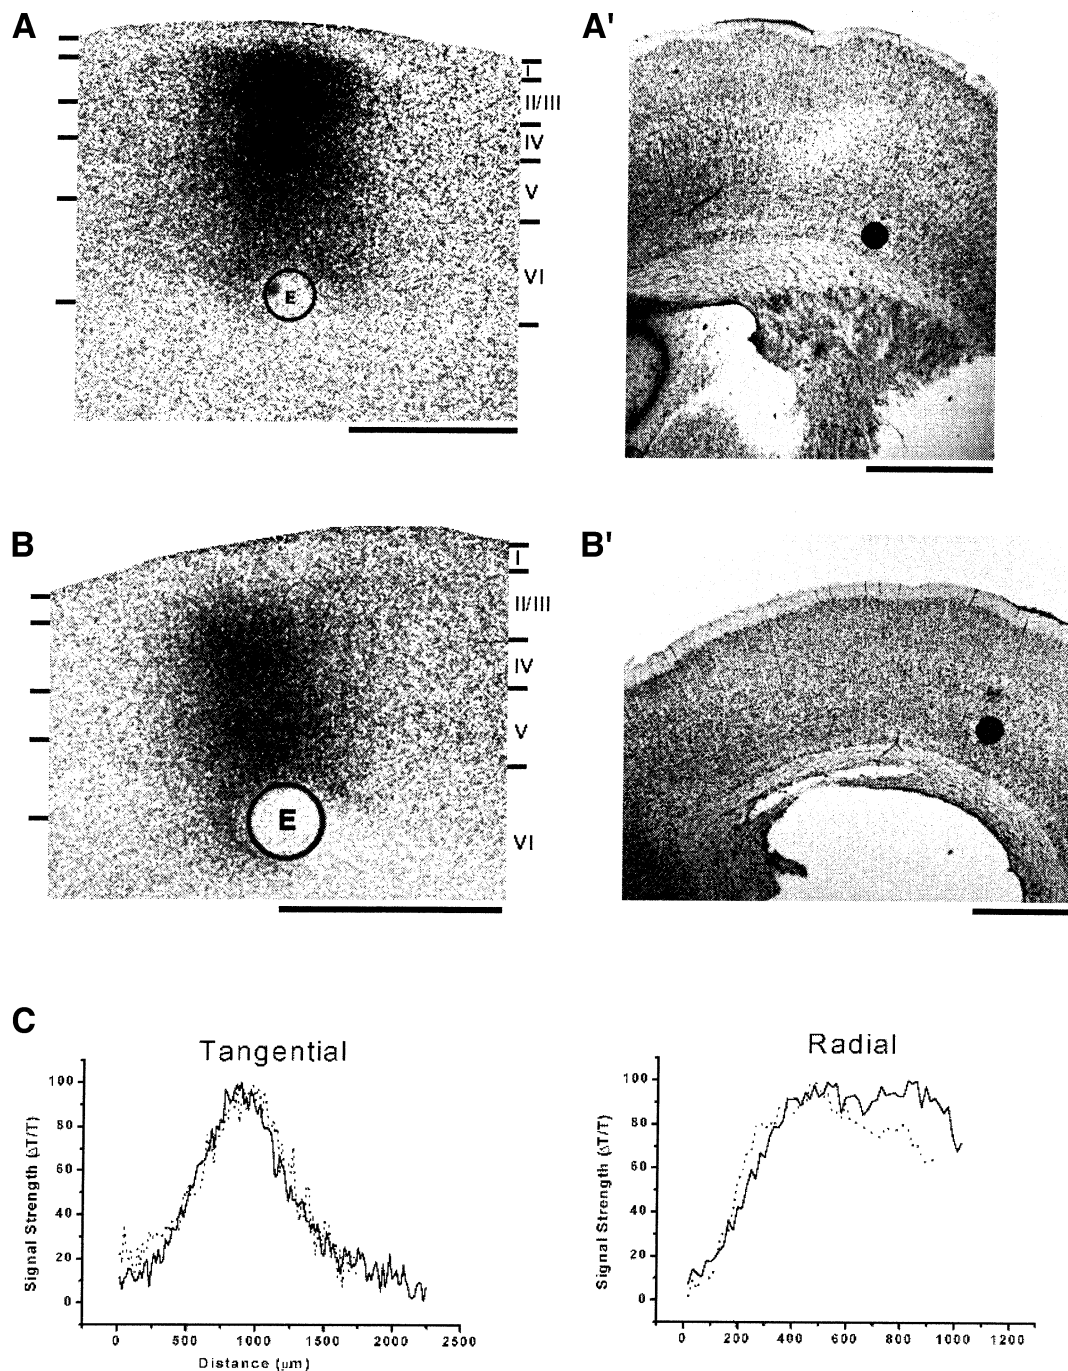 A
A'
I
II/III
IV
V
VI
E
B
B'
I
II/III
IV
V
VI
E
C
Tangential
Radial
Signal Strength (ΔT/T)
100
80
60
40
20
0
0 500 1000 1500 2000 2500
Distance (μm)
Signal Strength (ΔT/T)
100
80
60
40
20
0
0 200 400 600 800 1000 1200